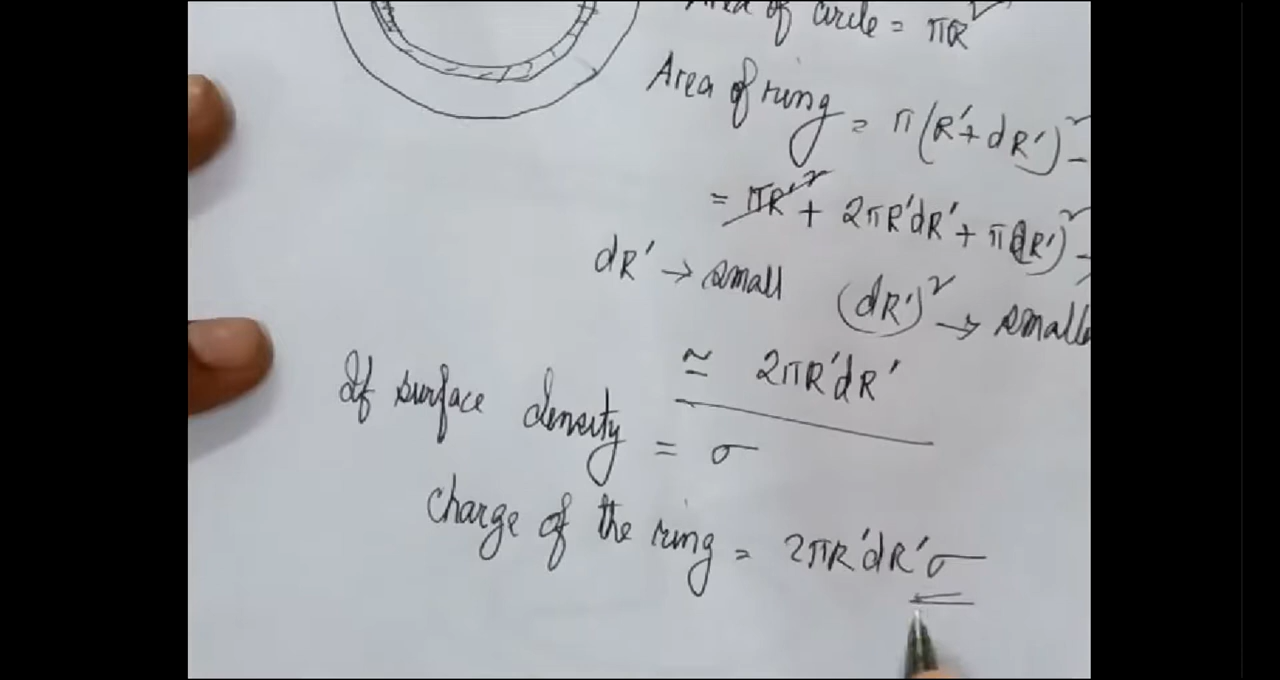 Area of circle = πR²
Area of ring = π(R'+dR')² -
= πR'² + 2πR'dR' + π(dR')² -
dR' → small (dR')² → smalle
≃ 2πR'dR'
If surface density = σ
charge of the ring = 2πR'dR'σ